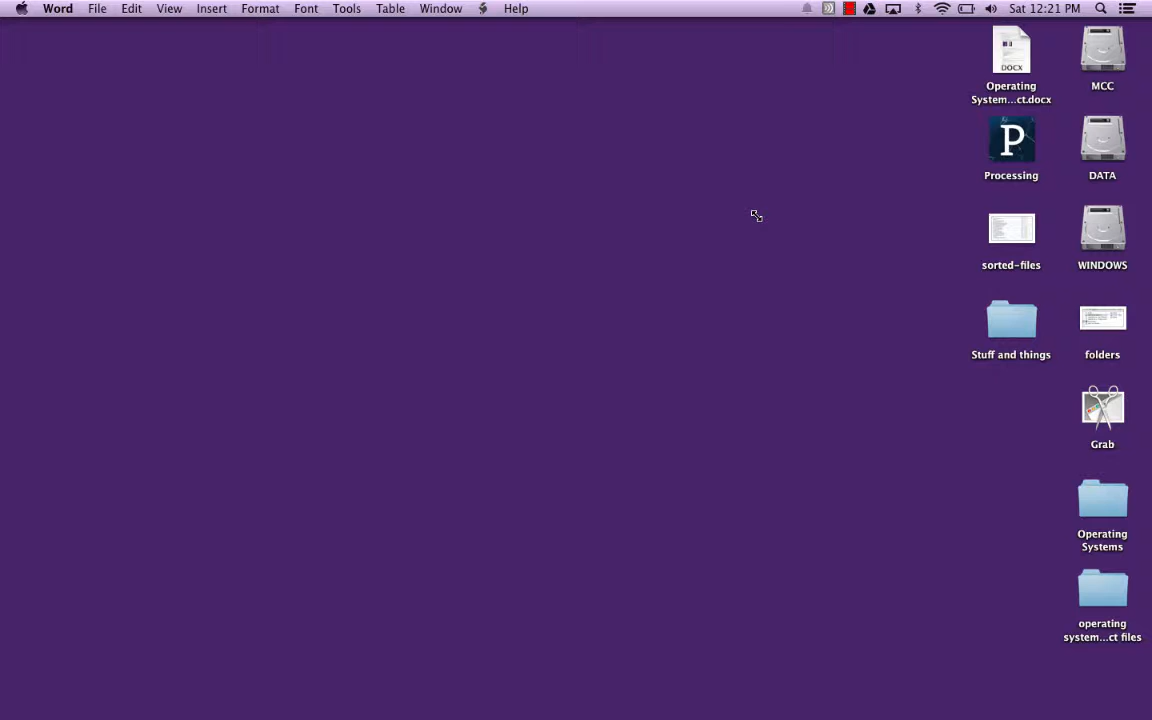 Word File Edit View Insert Format Font Tools Table Window Help Sat 12:21 PM
DOCX
Operating
System...ct.docx
MCC
P
Processing
DATA
sorted-files
WINDOWS
Stuff and things
folders
Grab
Operating
Systems
operating
system...ct files